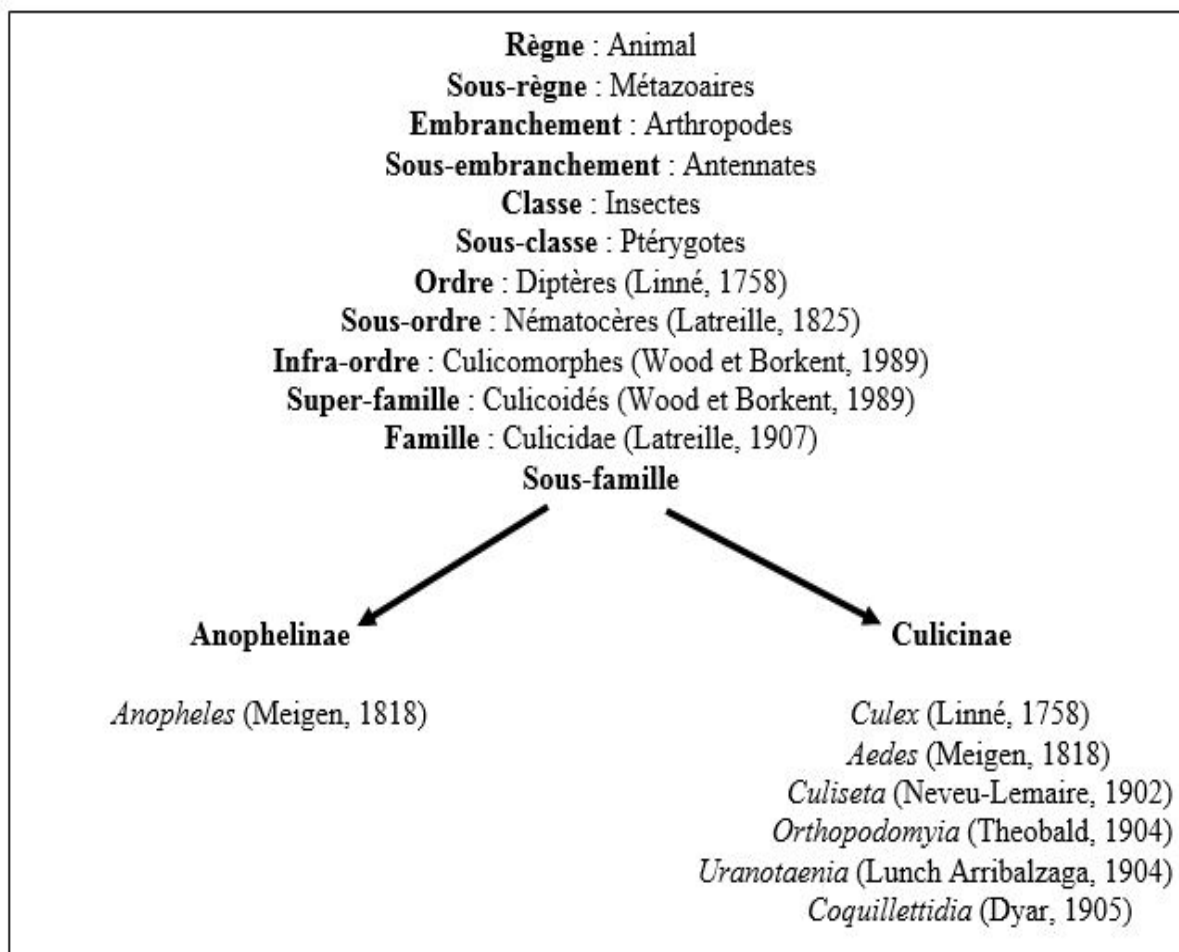 Règne : Animal
Sous-règne : Métazoaires
Embranchement : Arthropodes
Sous-embranchement : Antennates
Classe : Insectes
Sous-classe : Ptérygotes
Ordre : Diptères (Linné, 1758)
Sous-ordre : Nématocères (Latreille, 1825)
Infra-ordre : Culicomorphes (Wood et Borkent, 1989)
Super-famille : Culicoidés (Wood et Borkent, 1989)
Famille : Culicidae (Latreille, 1907)
Sous-famille
Anophelinae
Anopheles (Meigen, 1818)
Culicinae
Culex (Linné, 1758)
Aedes (Meigen, 1818)
Culiseta (Neveu-Lemaire, 1902)
Orthopodomyia (Theobald, 1904)
Uranotaenia (Lunch Arribalzaga, 1904)
Coquillettidia (Dyar, 1905)